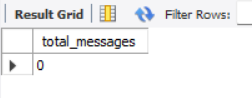 Result Grid Filter Rows:
total_messages
0